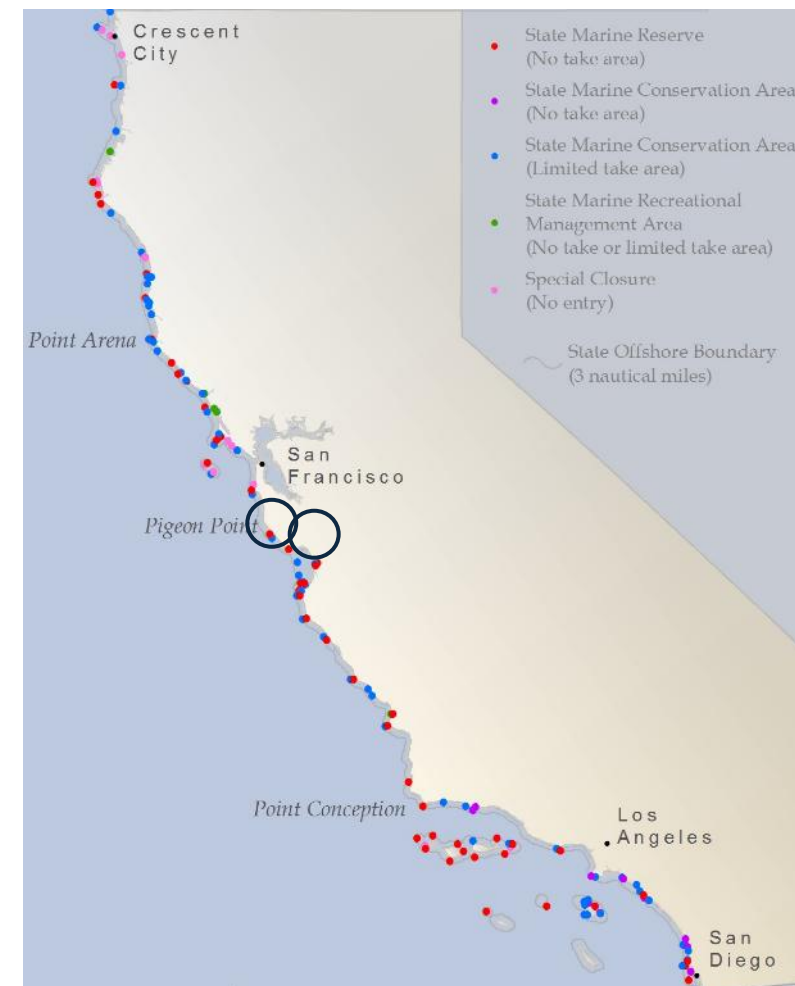 Crescent
City
State Marine Reserve
(No take area)
State Marine Conservation Area
(No take area)
State Marine Conservation Area
(Limited take area)
State Marine Recreational
Management Area
(No take or limited take area)
Special Closure
(No entry)
State Offshore Boundary
(3 nautical miles)
Point Arena
San
Francisco
Pigeon Point
Point Conception
Los
Angeles
San
Diego